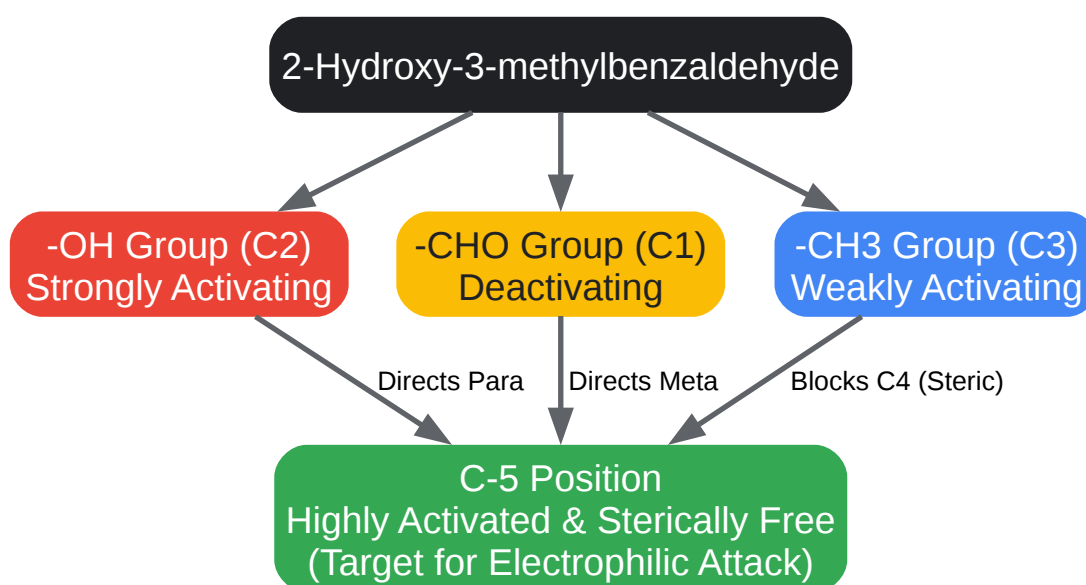 2-Hydroxy-3-methylbenzaldehyde
-OH Group (C2)
Strongly Activating
-CHO Group (C1)
Deactivating
-CH3 Group (C3)
Weakly Activating
Directs Para
Directs Meta
Blocks C4 (Steric)
C-5 Position
Highly Activated & Sterically Free
(Target for Electrophilic Attack)